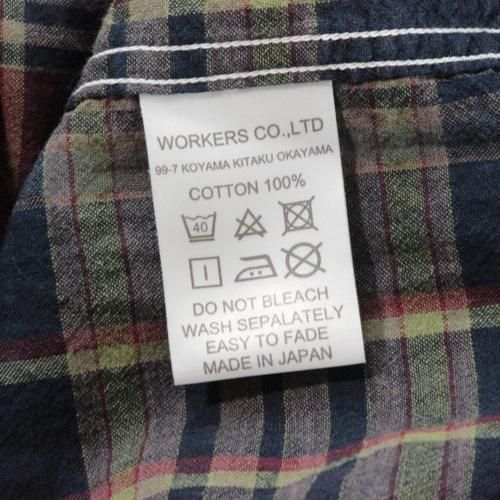 WORKERS CO.,LTD
99-7 KOYAMA KITAKU OKAYAMA
COTTON 100%
40
DO NOT BLEACH
WASH SEPALATELY
EASY TO FADE
MADE IN JAPAN